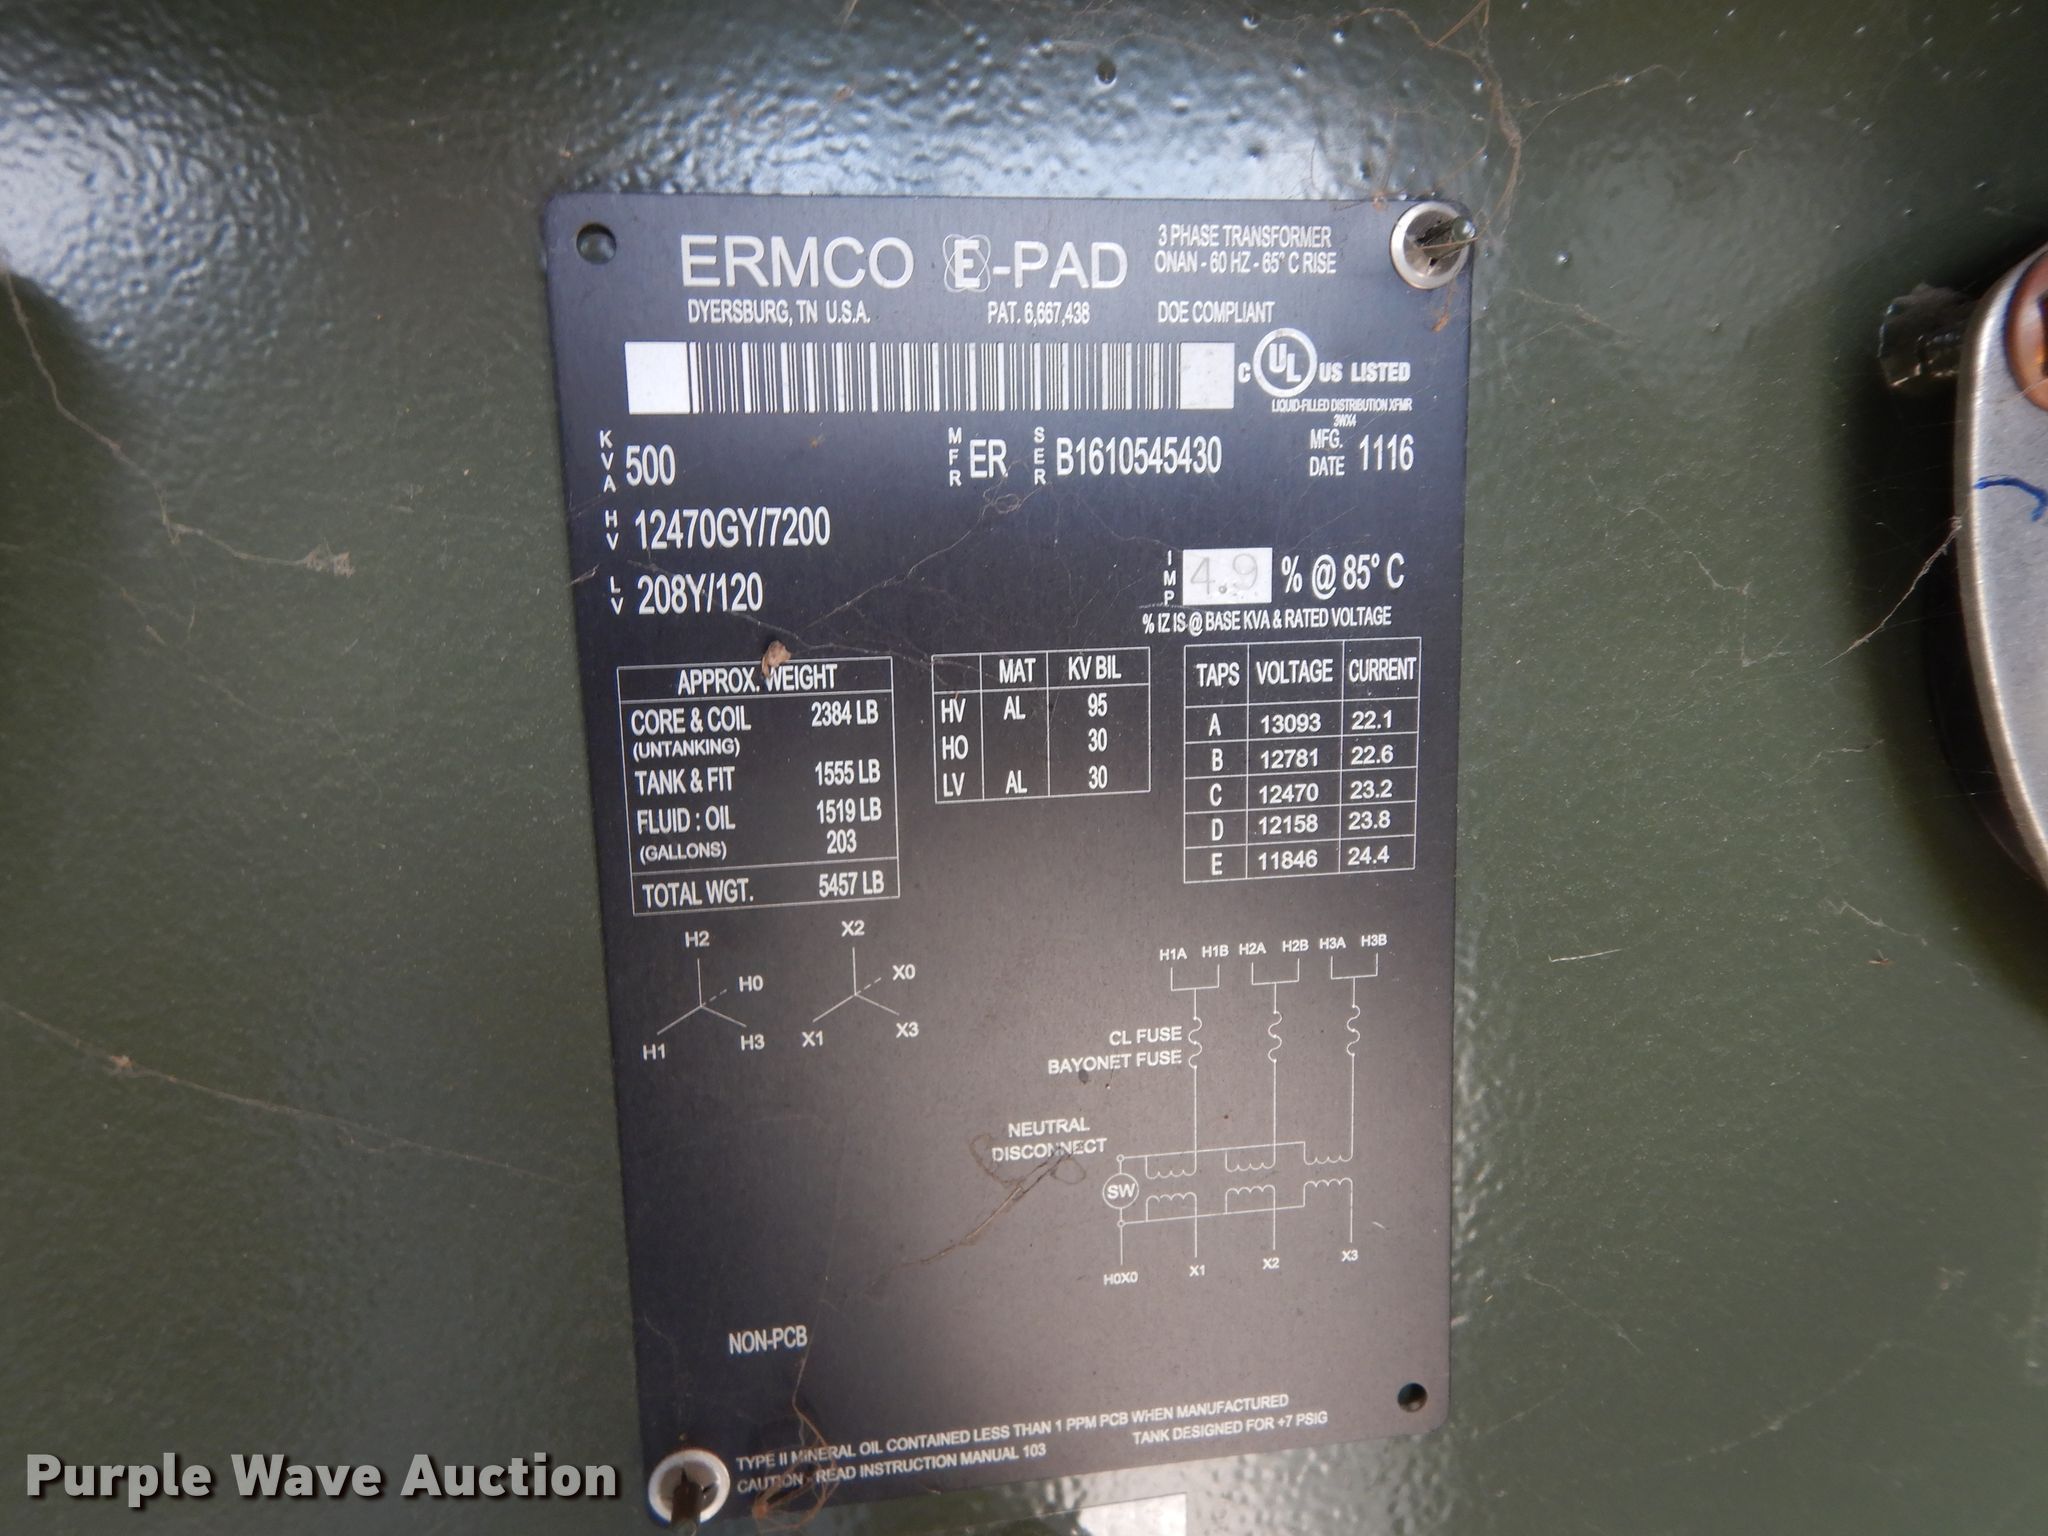 ERMCO E-PAD
3 PHASE TRANSFORMER
ONAN - 60 HZ - 65° C RISE
DYERSBURG, TN U.S.A. PAT. 6,667,438 DOE COMPLIANT
C UL US LISTED
LIQUID-FILLED DISTRIBUTION XFMR
3WX4
KVA 500 MFR ER SER B1610545430 MFG. DATE 1116
HV 12470GY/7200
LV 208Y/120
IMP 4.9 % @ 85° C
% IZ IS @ BASE KVA & RATED VOLTAGE
APPROX. WEIGHT
CORE & COIL 2384 LB
(UNTANKING)
TANK & FIT 1555 LB
FLUID : OIL 1519 LB
(GALLONS) 203
TOTAL WGT. 5457 LB
MAT KV BIL
HV AL 95
HO 30
LV AL 30
TAPS VOLTAGE CURRENT
A 13093 22.1
B 12781 22.6
C 12470 23.2
D 12158 23.8
E 11846 24.4
H2
H0
H1 H3
X2
X0
X1 X3
H1A H1B H2A H2B H3A H3B
CL FUSE
BAYONET FUSE
NEUTRAL
DISCONNECT
SW
H0X0 X1 X2 X3
NON-PCB
TYPE II MINERAL OIL CONTAINED LESS THAN 1 PPM PCB WHEN MANUFACTURED
CAUTION - READ INSTRUCTION MANUAL 103 TANK DESIGNED FOR +7 PSIG
Purple Wave Auction